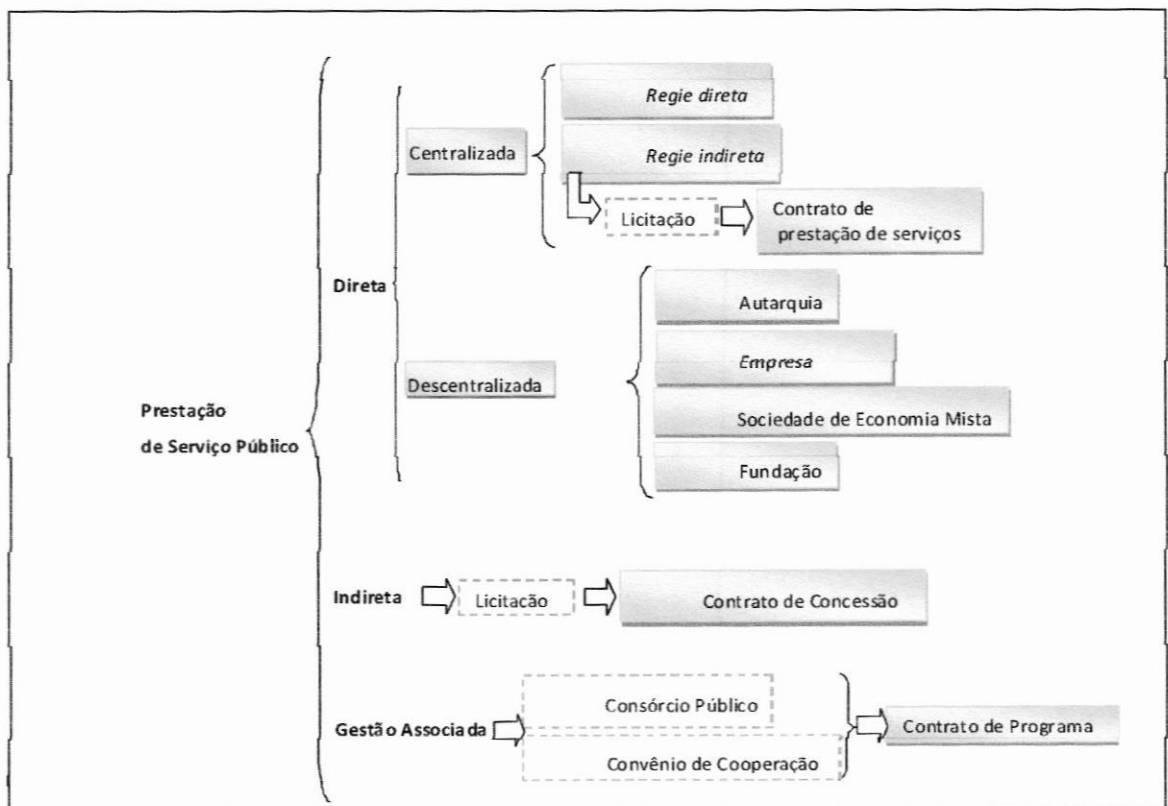 Regie direta
Centralizada
Regie indireta
Licitação
Contrato de
prestação de serviços
Direta
Autarquia
Empresa
Descentralizada
Sociedade de Economia Mista
Fundação
Prestação
de Serviço Público
Indireta
Licitacão
Contrato de Concessão
Gestão Associada
Consórcio Público
Convênio de Cooperação
Contrato de Programa